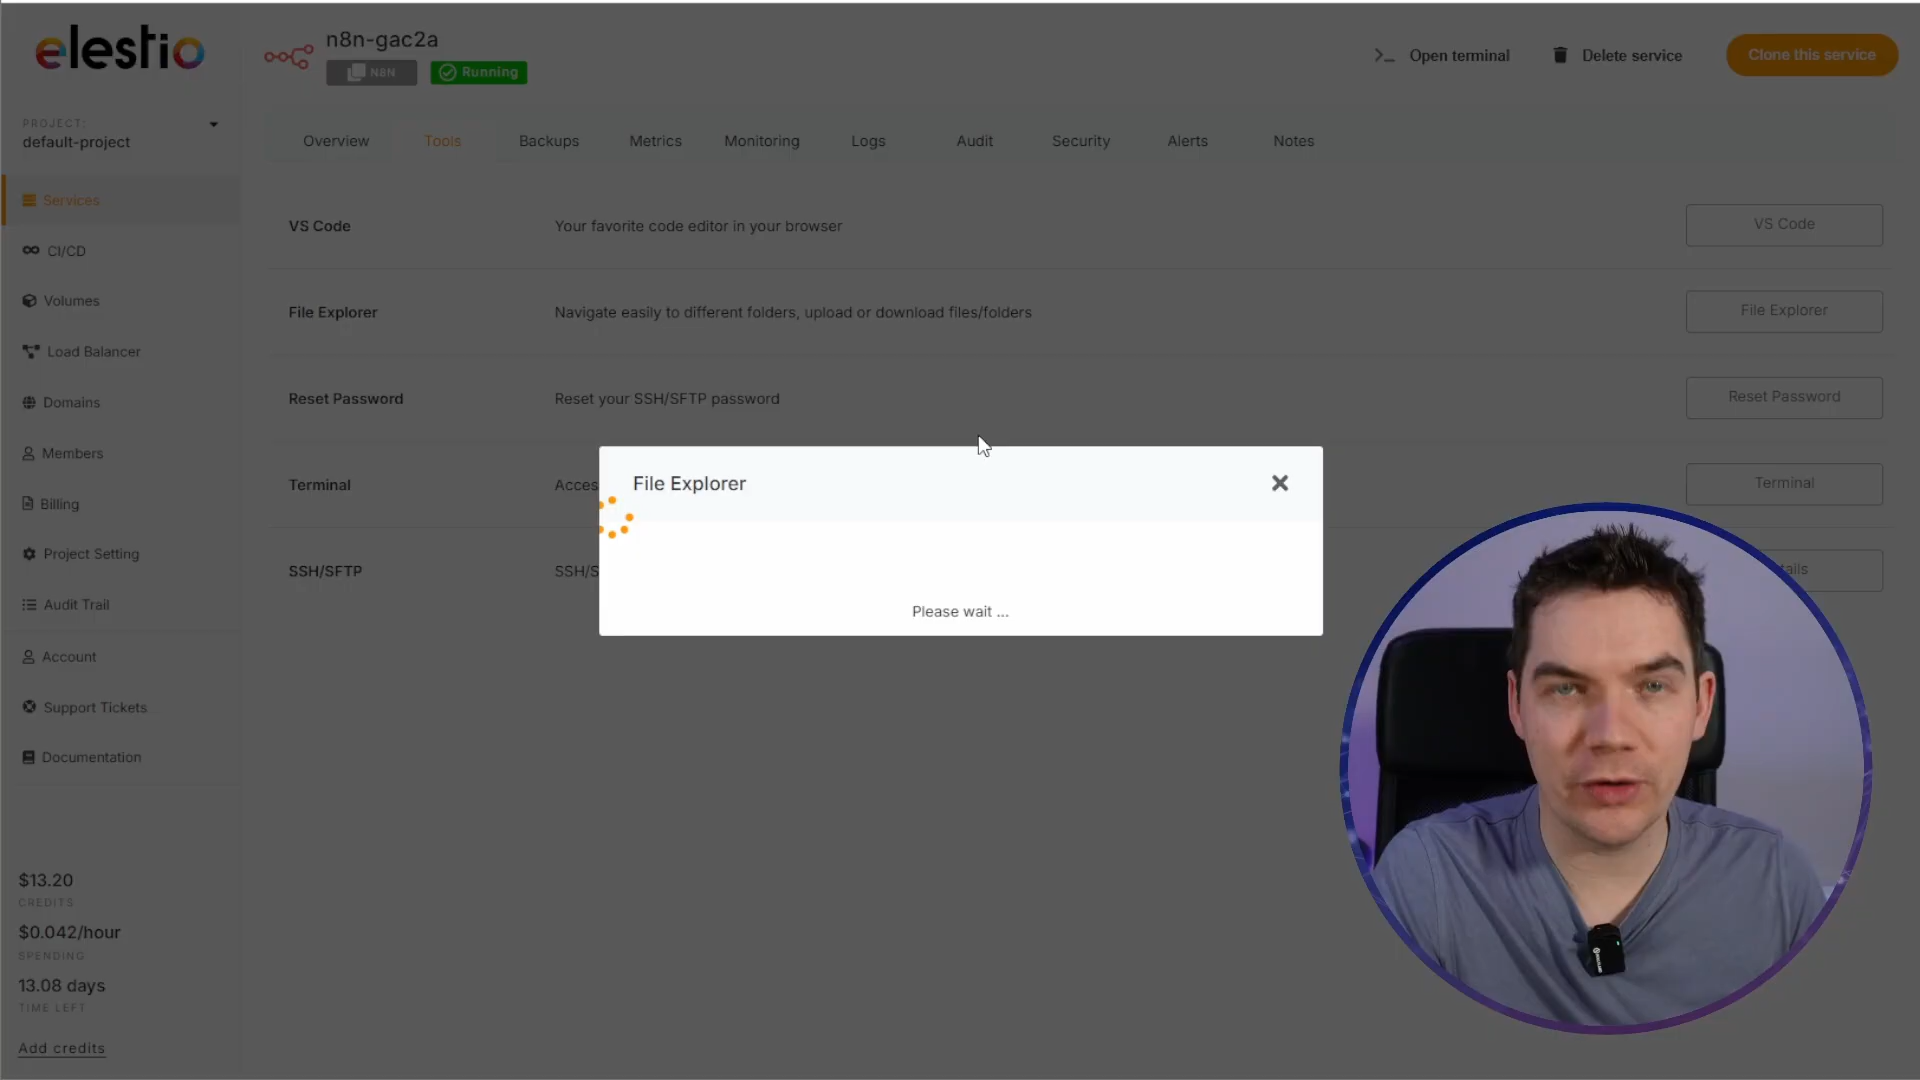 elestio
n8n-gac2a
N8N
Running
Open terminal
Delete service
Clone this service
PROJECT:
default-project
Overview
Tools
Backups
Metrics
Monitoring
Logs
Audit
Security
Alerts
Notes
Services
CI/CD
Volumes
Load Balancer
Domains
Members
Billing
Project Setting
Audit Trail
Account
Support Tickets
Documentation
VS Code
Your favorite code editor in your browser
VS Code
File Explorer
Navigate easily to different folders, upload or download files/folders
File Explorer
Reset Password
Reset your SSH/SFTP password
Reset Password
Terminal
Acces
Terminal
SSH/SFTP
SSH/S
tails
File Explorer
Please wait ...
$13.20
CREDITS
$0.042/hour
SPENDING
13.08 days
TIME LEFT
Add credits